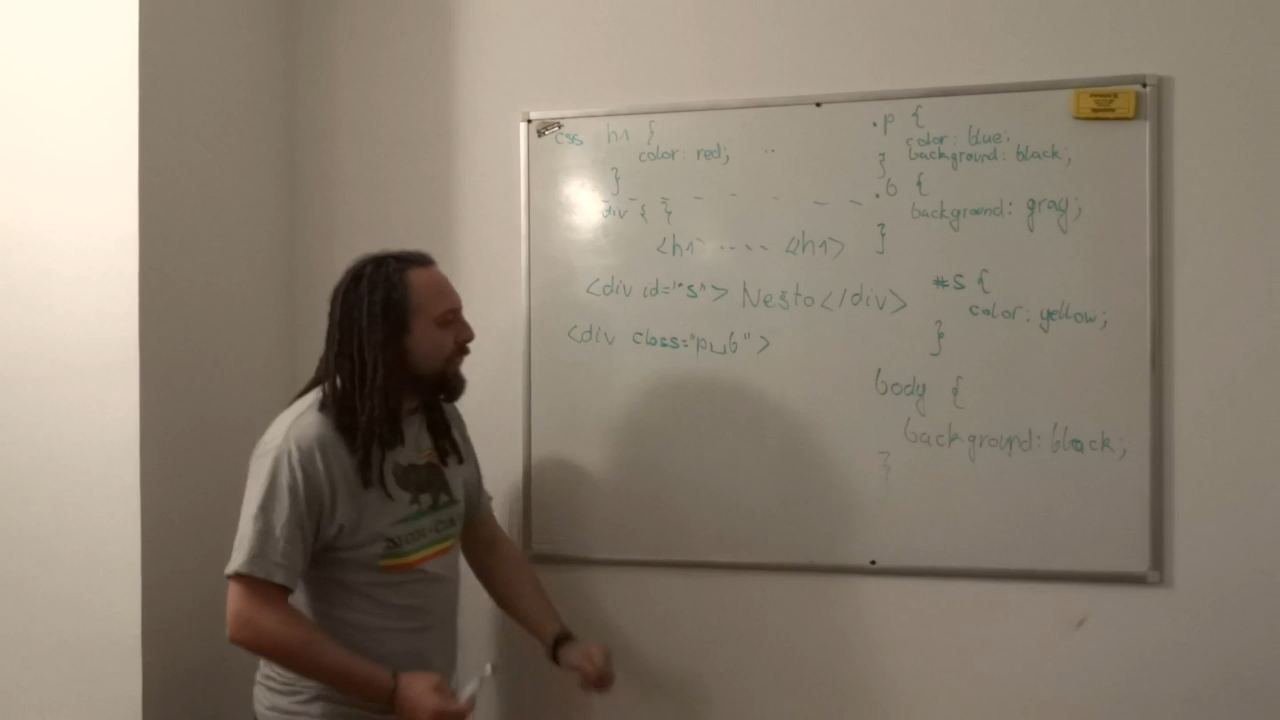 css h1 {
color: red;
}
div { {
<h1> .... <h1>
<div id="s"> Nešto</div>
<div class="p␣b">
.p {
color: blue;
background: black;
}
.b {
background: gray;
}
#s {
color: yellow;
}
body {
background: black;
}